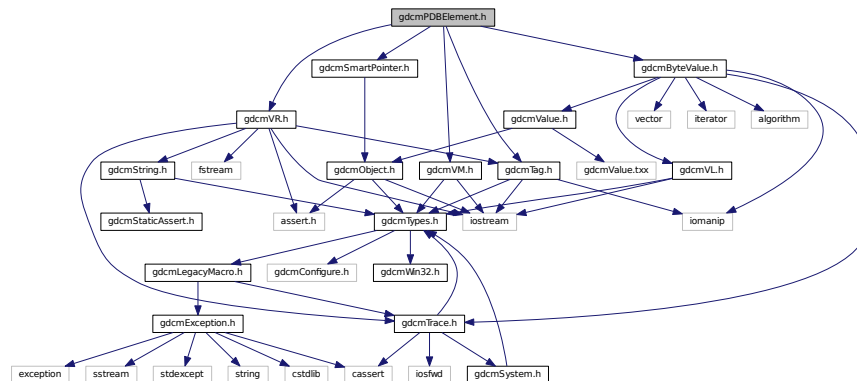 gdcmPDBElement.h
gdcmSmartPointer.h
gdcmByteValue.h
gdcmVR.h
gdcmValue.h
vector
iterator
algorithm
gdcmString.h
fstream
gdcmObject.h
gdcmVM.h
gdcmTag.h
gdcmValue.txx
gdcmVL.h
gdcmStaticAssert.h
assert.h
gdcmTypes.h
iostream
iomanip
gdcmLegacyMacro.h
gdcmConfigure.h
gdcmWin32.h
gdcmException.h
gdcmTrace.h
exception
sstream
stdexcept
string
cstdlib
cassert
iosfwd
gdcmSystem.h